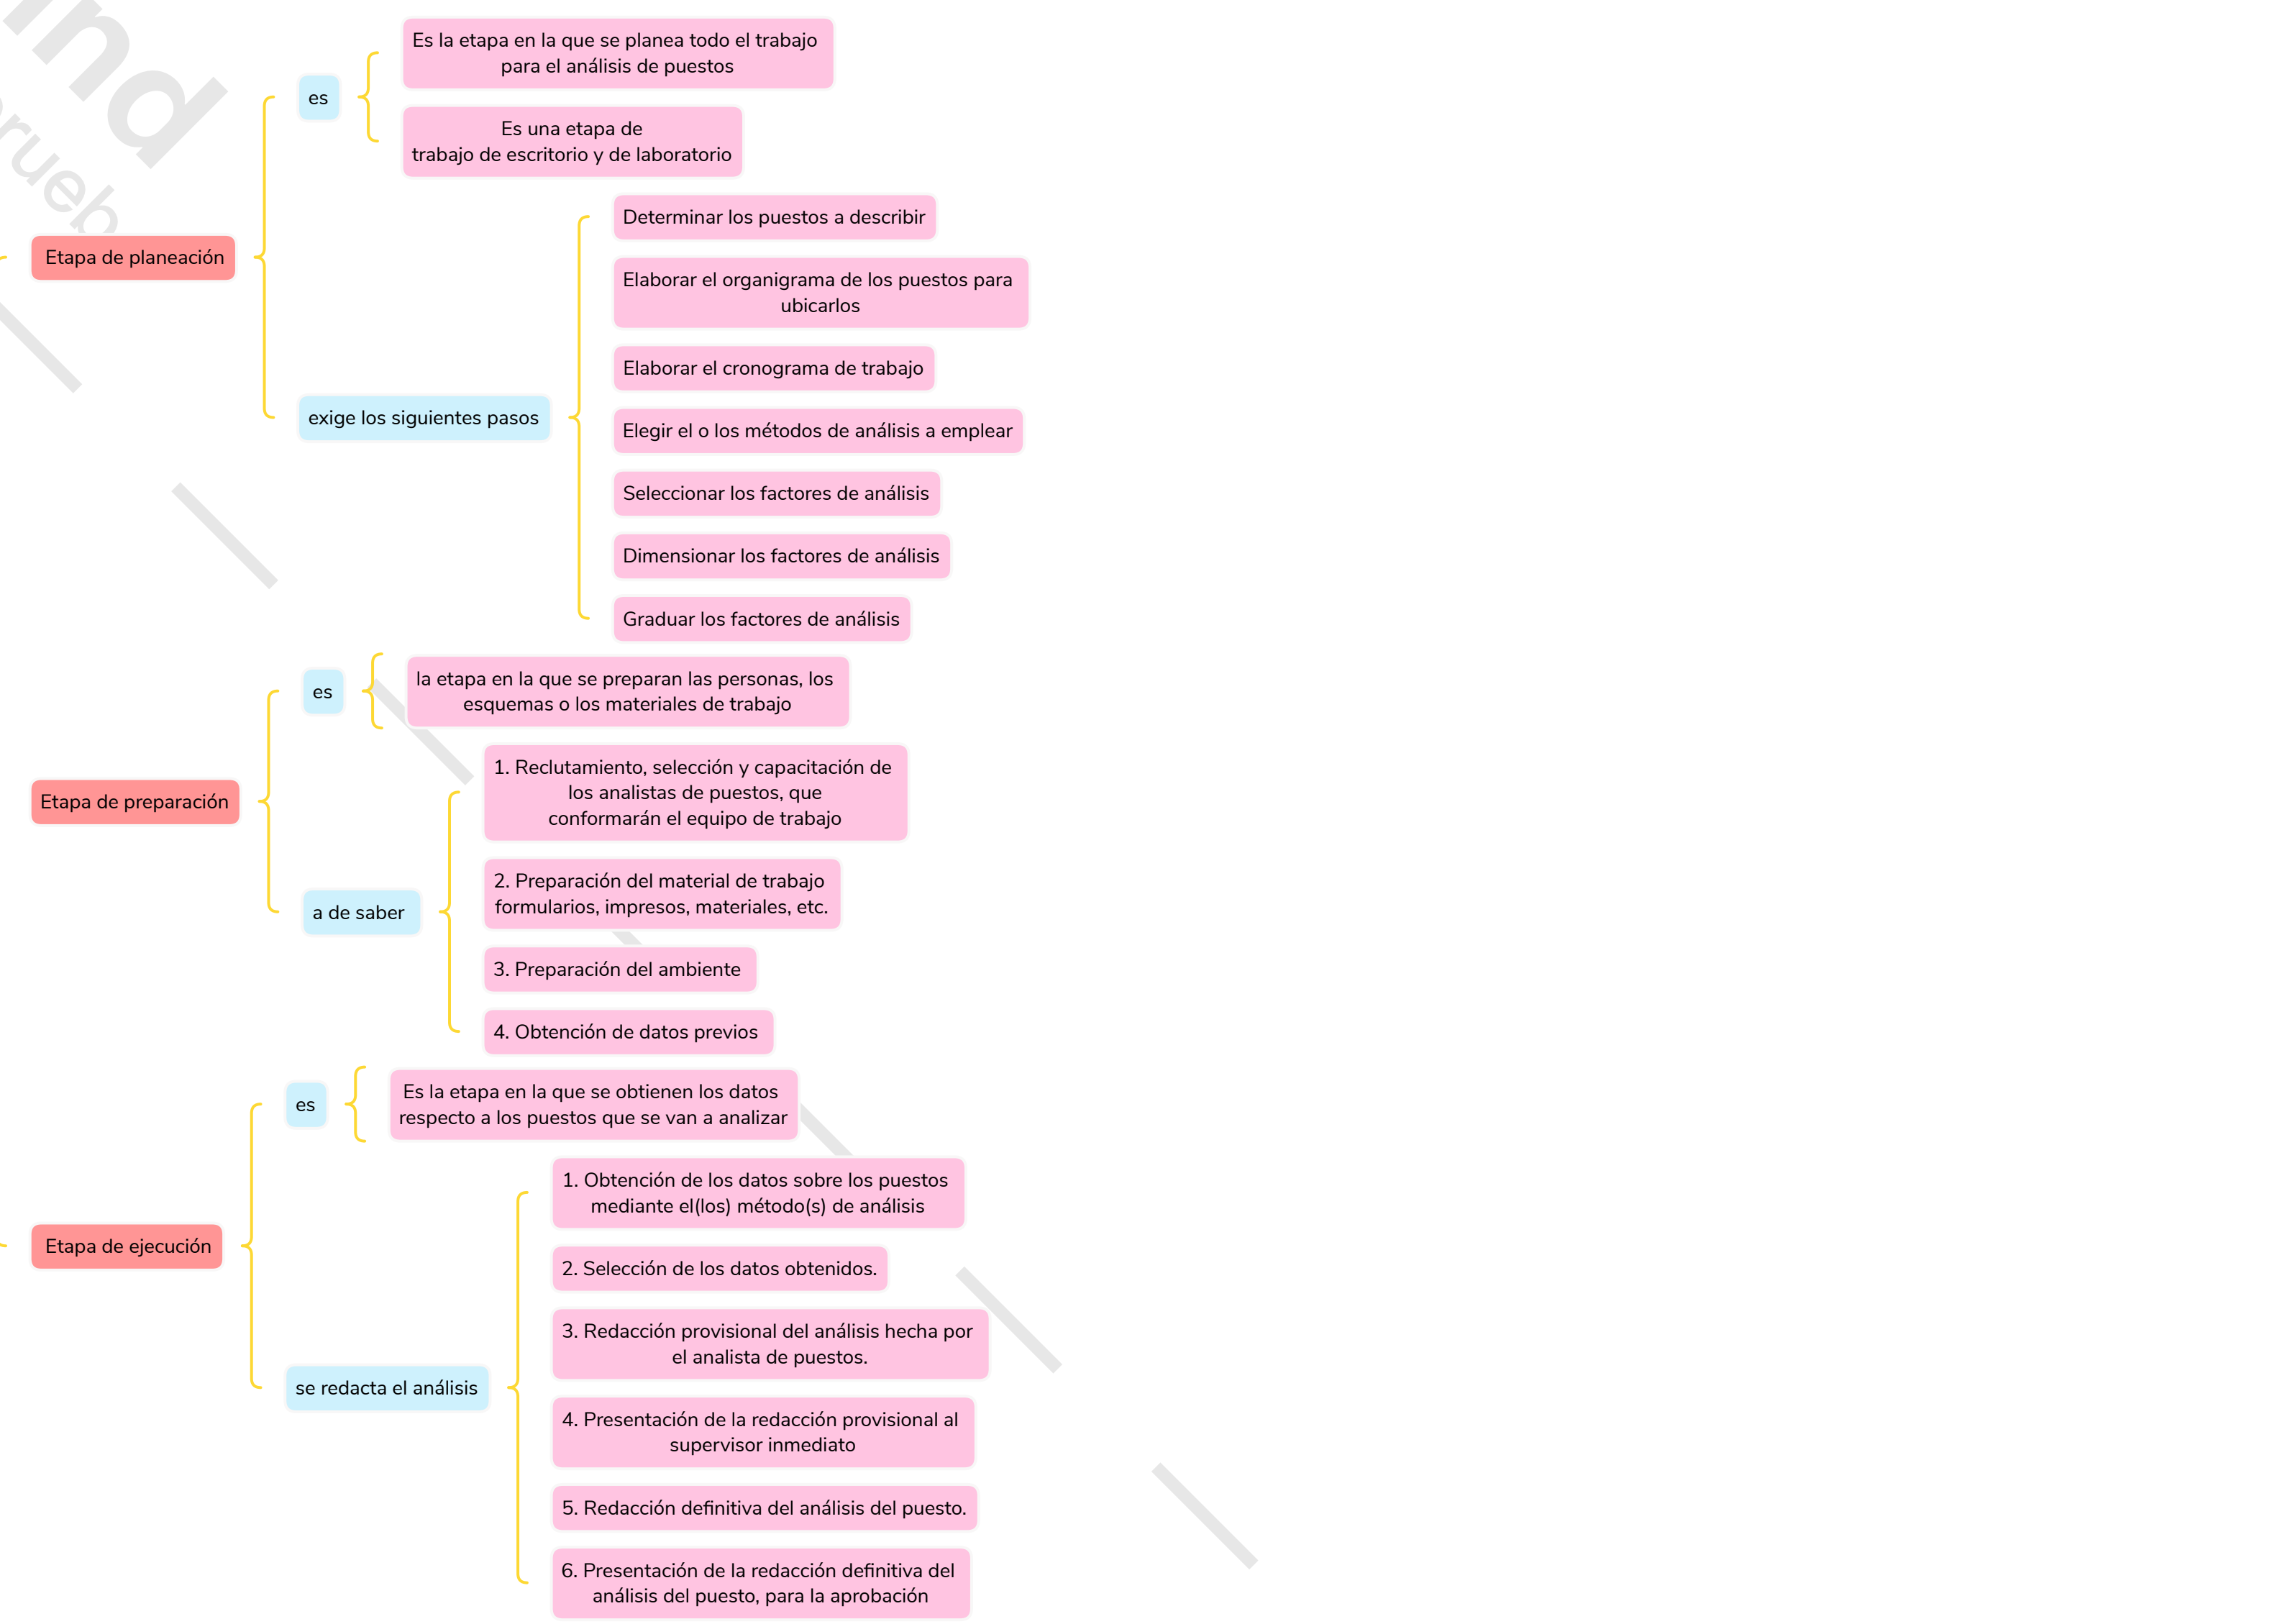 ind
prueb
Es la etapa en la que se planea todo el trabajo
para el análisis de puestos
es
Es una etapa de
trabajo de escritorio y de laboratorio
Etapa de planeación
Determinar los puestos a describir
Elaborar el organigrama de los puestos para
ubicarlos
Elaborar el cronograma de trabajo
exige los siguientes pasos
Elegir el o los métodos de análisis a emplear
Seleccionar los factores de análisis
Dimensionar los factores de análisis
Graduar los factores de análisis
es
la etapa en la que se preparan las personas, los
esquemas o los materiales de trabajo
Etapa de preparación
1. Reclutamiento, selección y capacitación de
los analistas de puestos, que
conformarán el equipo de trabajo
a de saber
2. Preparación del material de trabajo
formularios, impresos, materiales, etc.
3. Preparación del ambiente
4. Obtención de datos previos
es
Es la etapa en la que se obtienen los datos
respecto a los puestos que se van a analizar
Etapa de ejecución
1. Obtención de los datos sobre los puestos
mediante el(los) método(s) de análisis
2. Selección de los datos obtenidos.
3. Redacción provisional del análisis hecha por
el analista de puestos.
se redacta el análisis
4. Presentación de la redacción provisional al
supervisor inmediato
5. Redacción definitiva del análisis del puesto.
6. Presentación de la redacción definitiva del
análisis del puesto, para la aprobación